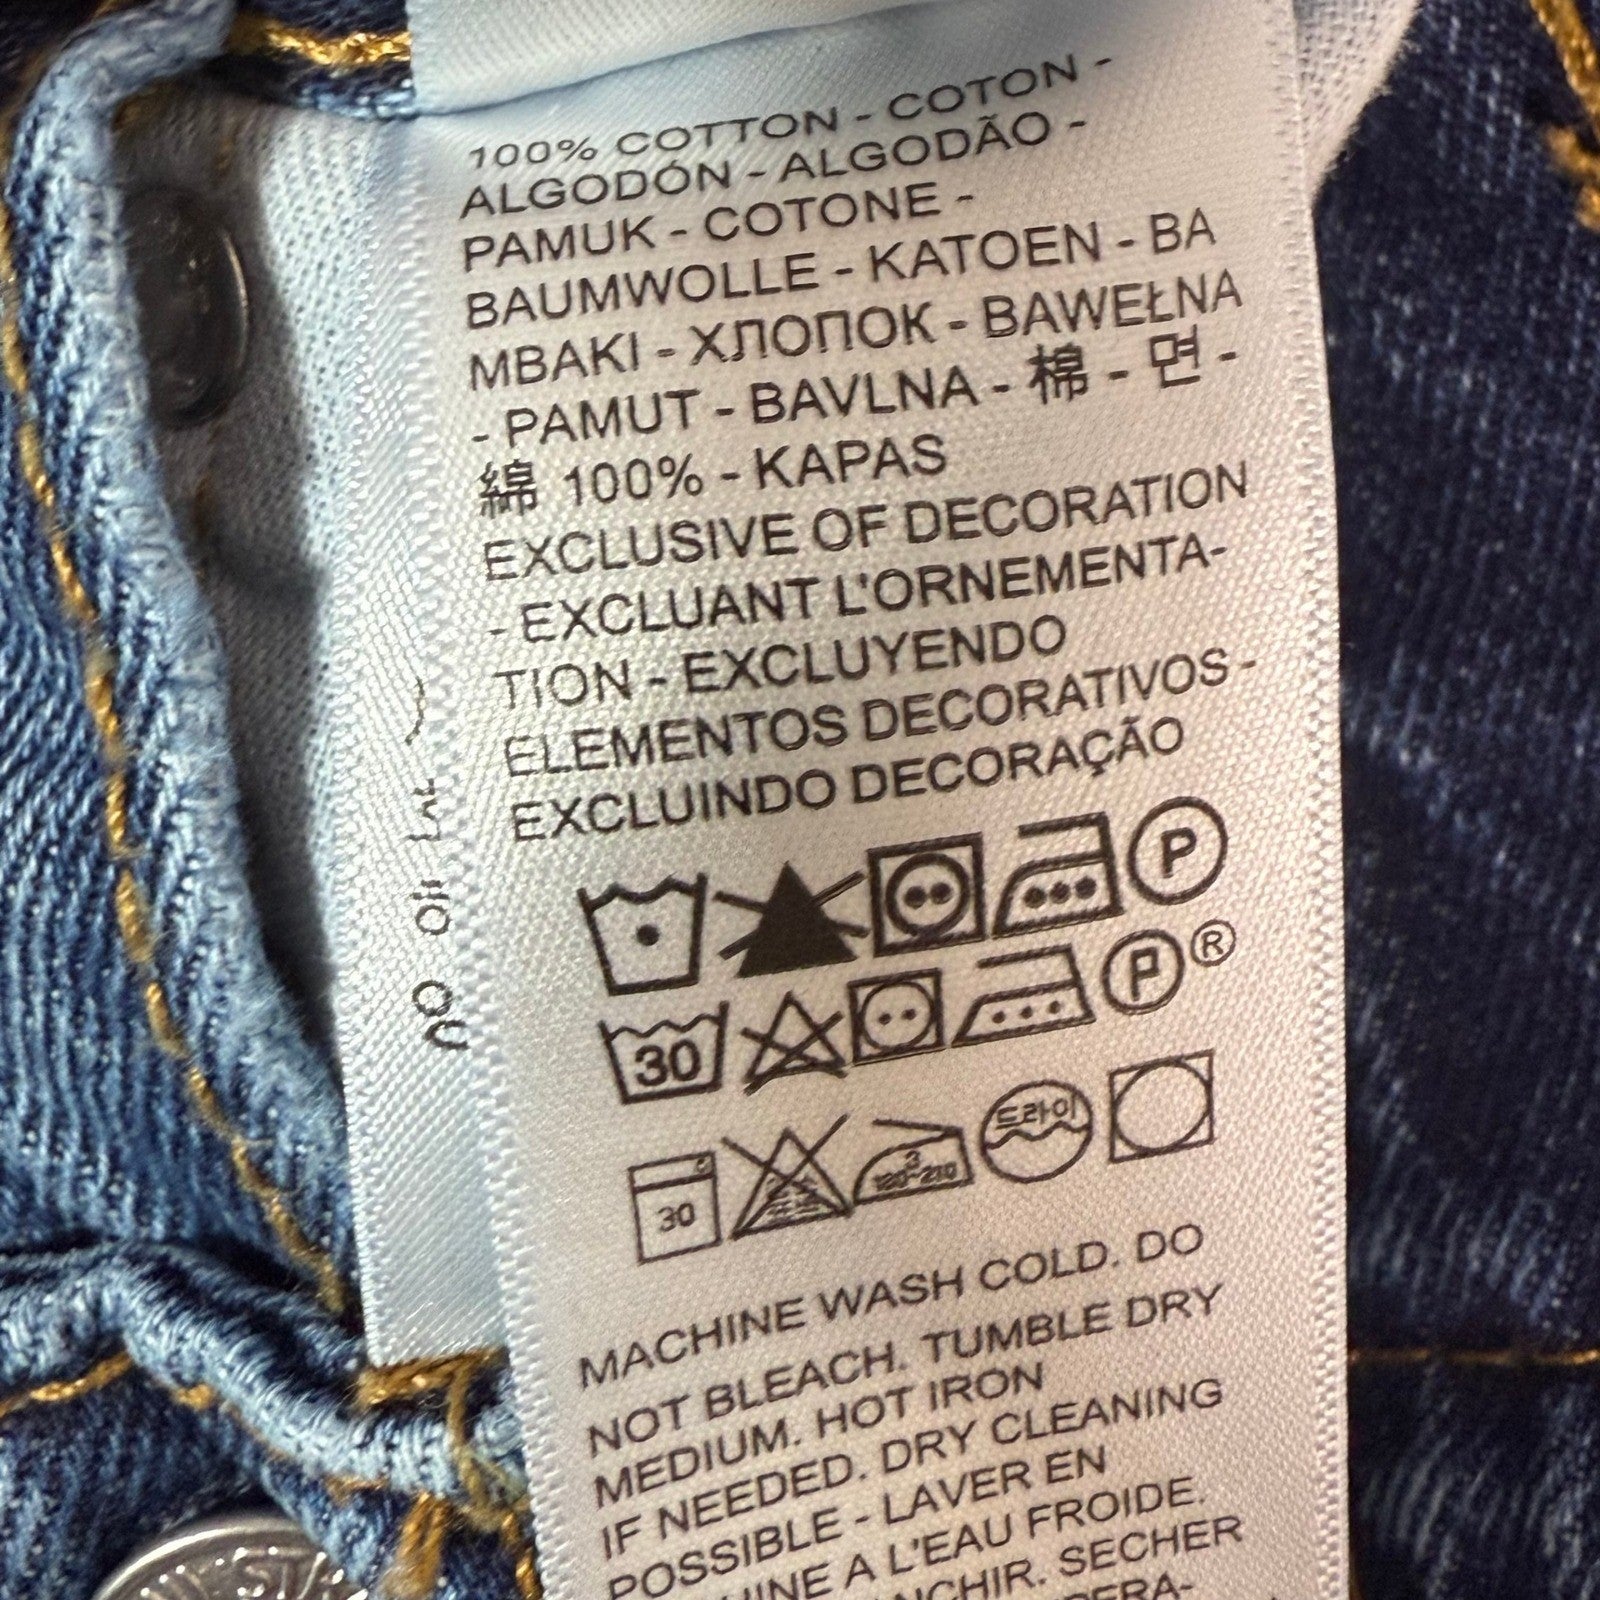 100% COTTON - COTON -
ALGODÓN - ALGODÃO -
PAMUK - COTONE -
BAUMWOLLE - KATOEN - BA
MBAKI - ХЛОПОК - BAWEŁNA
- PAMUT - BAVLNA - 棉 - 면 -
綿 100% - KAPAS
EXCLUSIVE OF DECORATION
- EXCLUANT L'ORNEMENTA-
TION - EXCLUYENDO
ELEMENTOS DECORATIVOS -
EXCLUINDO DECORAÇÃO
P
30 P ®
30 3 드라이
MACHINE WASH COLD. DO
NOT BLEACH. TUMBLE DRY
MEDIUM. HOT IRON
IF NEEDED. DRY CLEANING
POSSIBLE - LAVER EN
A L'EAU FROIDE.
SECHER